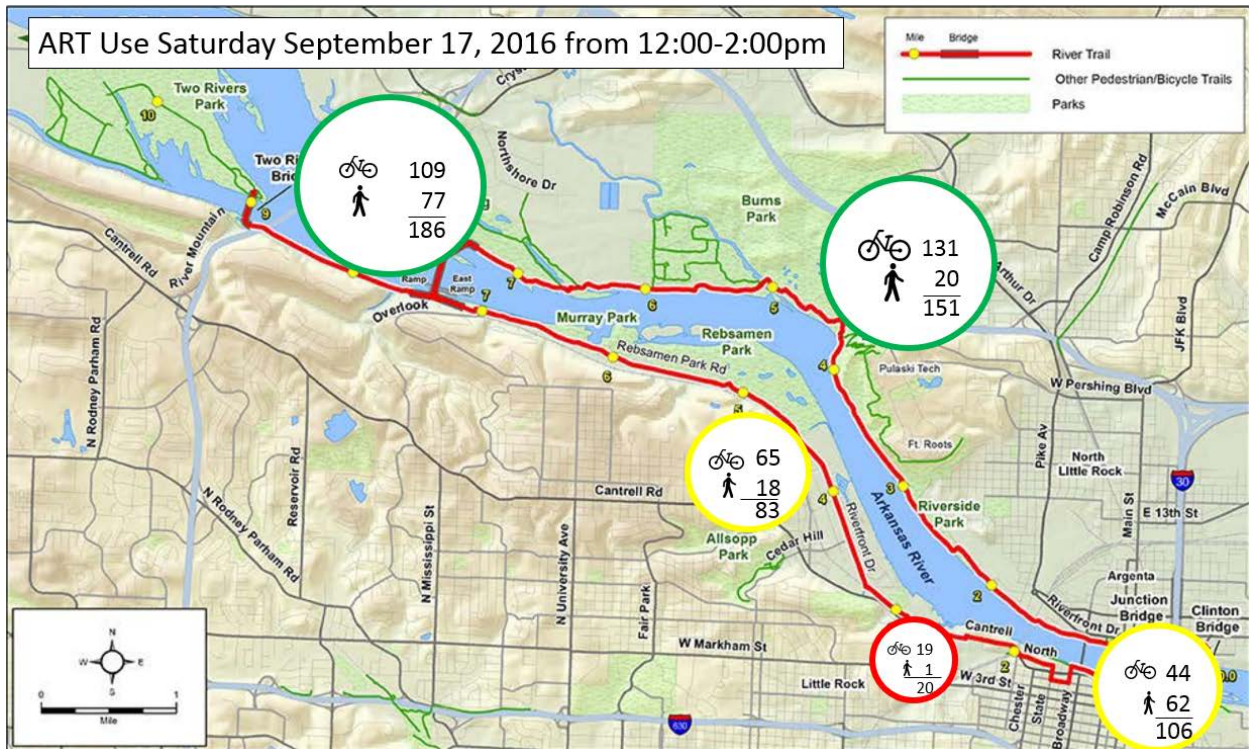 ART Use Saturday September 17, 2016 from 12:00-2:00pm
Mile Bridge
River Trail
Other Pedestrian/Bicycle Trails
Parks
Two Rivers
Park
10
9
109
77
186
Northshore Dr
Burns
Park
131
20
151
Camp Robinson Rd
McCain Blvd
JFK Blvd
Arthur Dr
River Mountain
Cantrell Rd
Ramp
East
Ramp
Overlook
7
7
6
5
4
Murray Park
Rebsamen
Park
Rebsamen Park Rd
6
5
Pulaski Tech
W Pershing Blvd
Ft. Roots
Pike Av
North
Little Rock
Main St
30
E 13th St
N Rodney Parham Rd
Reservoir Rd
N Rodney Parham Rd
N Mississippi St
N University Ave
Cantrell Rd
Fair Park
65
18
83
4
3
Riverside
Park
Arkansas River
Riverfront Dr
Allsopp
Park
Cedar Hill
2
Argenta
Junction
Bridge
Clinton
Bridge
Riverfront Dr
Cantrell
North
W Markham St
19
1
20
2
W 3rd St
Little Rock
Chester
State
Broadway
44
62
106
0.0
630
N
W E
S
0 1
Mile